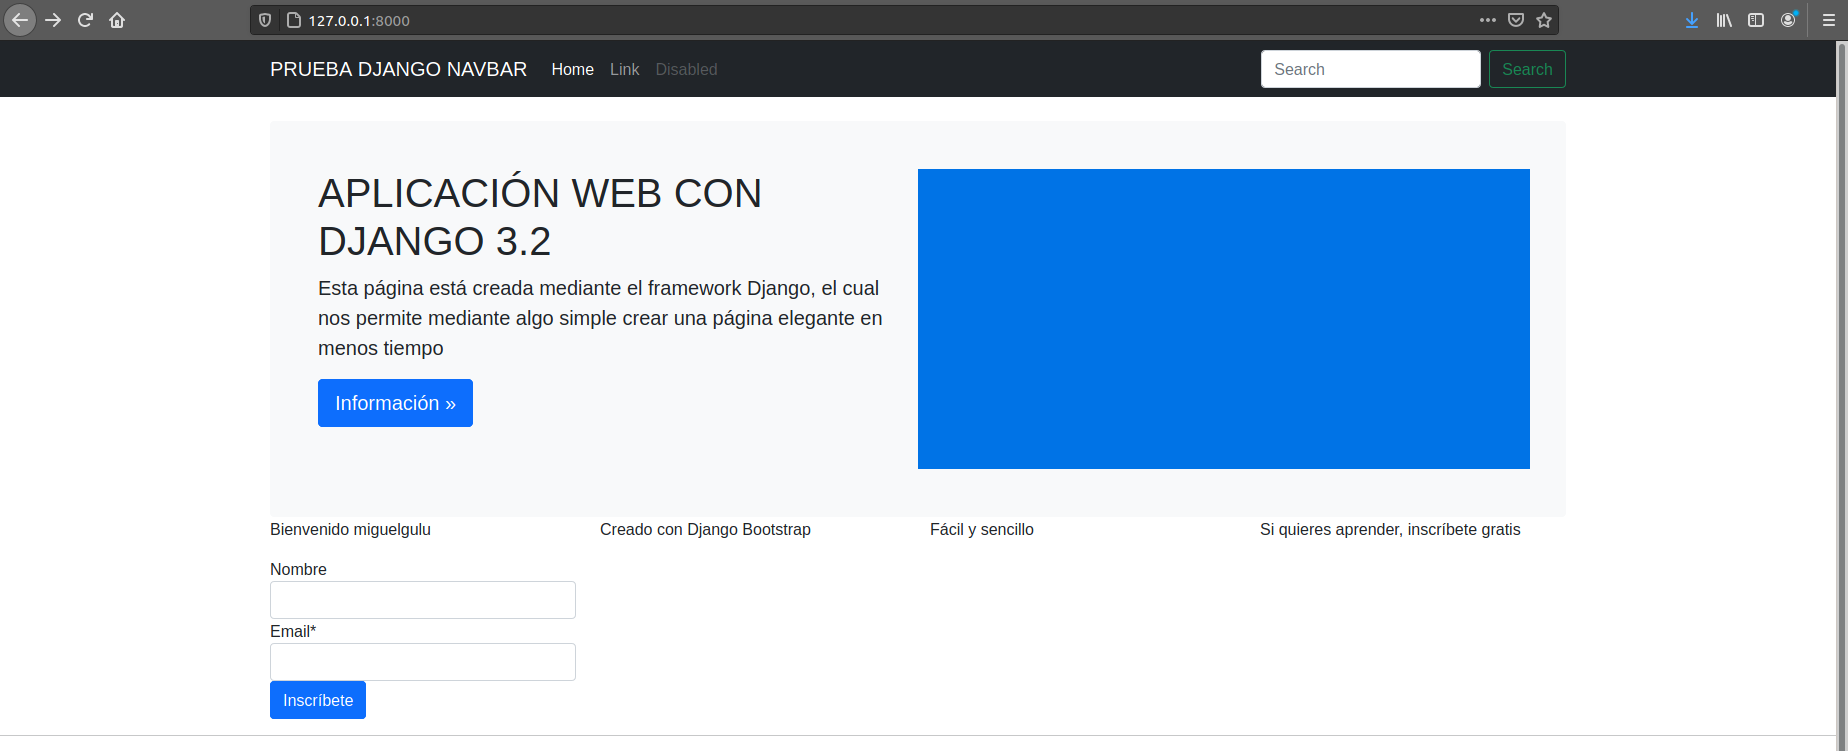 127.0.0.1:8000
PRUEBA DJANGO NAVBAR Home Link Disabled Search Search
APLICACIÓN WEB CON
DJANGO 3.2
Esta página está creada mediante el framework Django, el cual
nos permite mediante algo simple crear una página elegante en
menos tiempo
Información »
Bienvenido miguelgulu Creado con Django Bootstrap Fácil y sencillo Si quieres aprender, inscríbete gratis
Nombre
Email*
Inscríbete